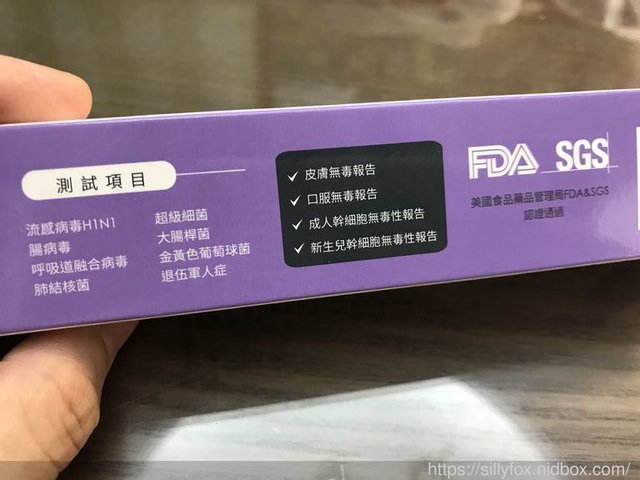 測試項目
流感病毒H1N1
腸病毒
呼吸道融合病毒
肺結核菌
超級細菌
大腸桿菌
金黃色葡萄球菌
退伍軍人症
✓ 皮膚無毒報告
✓ 口服無毒報告
✓ 成人幹細胞無毒性報告
✓ 新生兒幹細胞無毒性報告
FDA SGS
美國食品藥品管理局FDA&SGS
認證通過
https://sillyfox.nidbox.com/